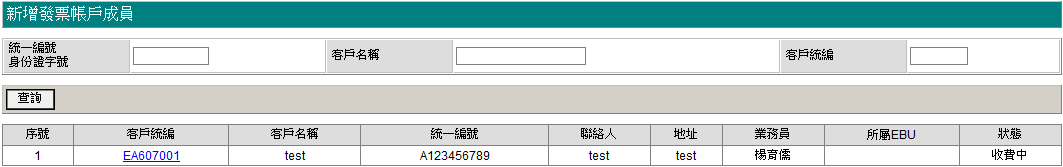 新增發票帳戶成員
統一編號
身份證字號
客戶名稱
客戶統編
查詢
序號 客戶統編 客戶名稱 統一編號 聯絡人 地址 業務員 所屬EBU 狀態
1 EA607001 test A123456789 test test 楊育儒 收費中